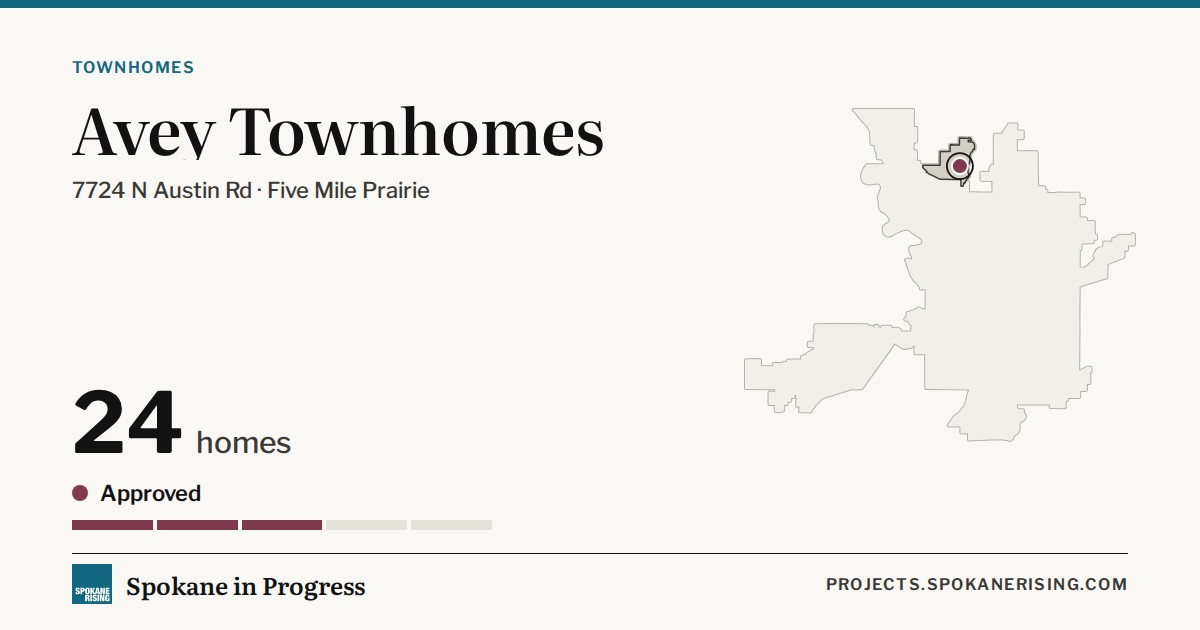 TOWNHOMES
Avey Townhomes
7724 N Austin Rd · Five Mile Prairie
24 homes
Approved
SPOKANE
RISING
Spokane in Progress
PROJECTS.SPOKANERISING.COM